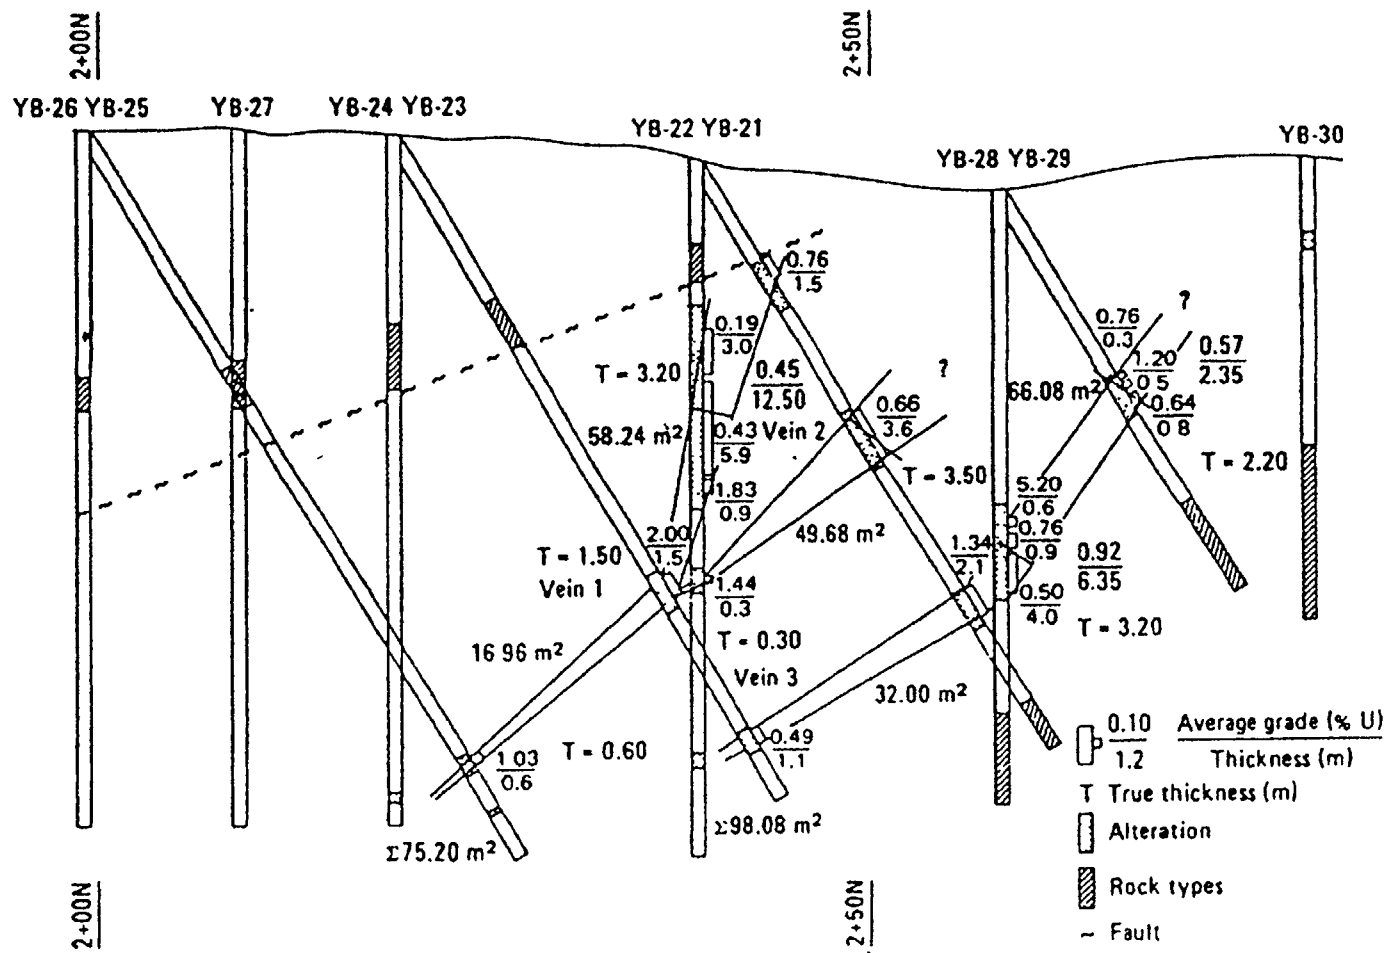 2+00N
2+50N
YB-26 YB-25
YB-27
YB-24 YB-23
YB-22 YB-21
YB-28 YB-29
YB-30
0.76
1.5
0.19
3.0
T = 3.20
0.45
12.50
58.24 m²
0.43
5.9
Vein 2
1.83
0.9
?
0.66
3.6
T = 3.50
49.68 m²
?
0.76
0.3
1.20
0.5
0.57
2.35
66.08 m²
0.64
0.8
T = 2.20
5.20
0.6
0.76
0.9
0.92
6.35
0.50
4.0
T = 3.20
1.34
2.1
2.00
1.5
T = 1.50
Vein 1
1.44
0.3
T = 0.30
Vein 3
16.96 m²
32.00 m²
1.03
0.6
T = 0.60
0.49
1.1
Σ75.20 m²
Σ98.08 m²
0.10
1.2
Average grade (% U)
Thickness (m)
T True thickness (m)
Alteration
Rock types
~ Fault
2+00N
2+50N